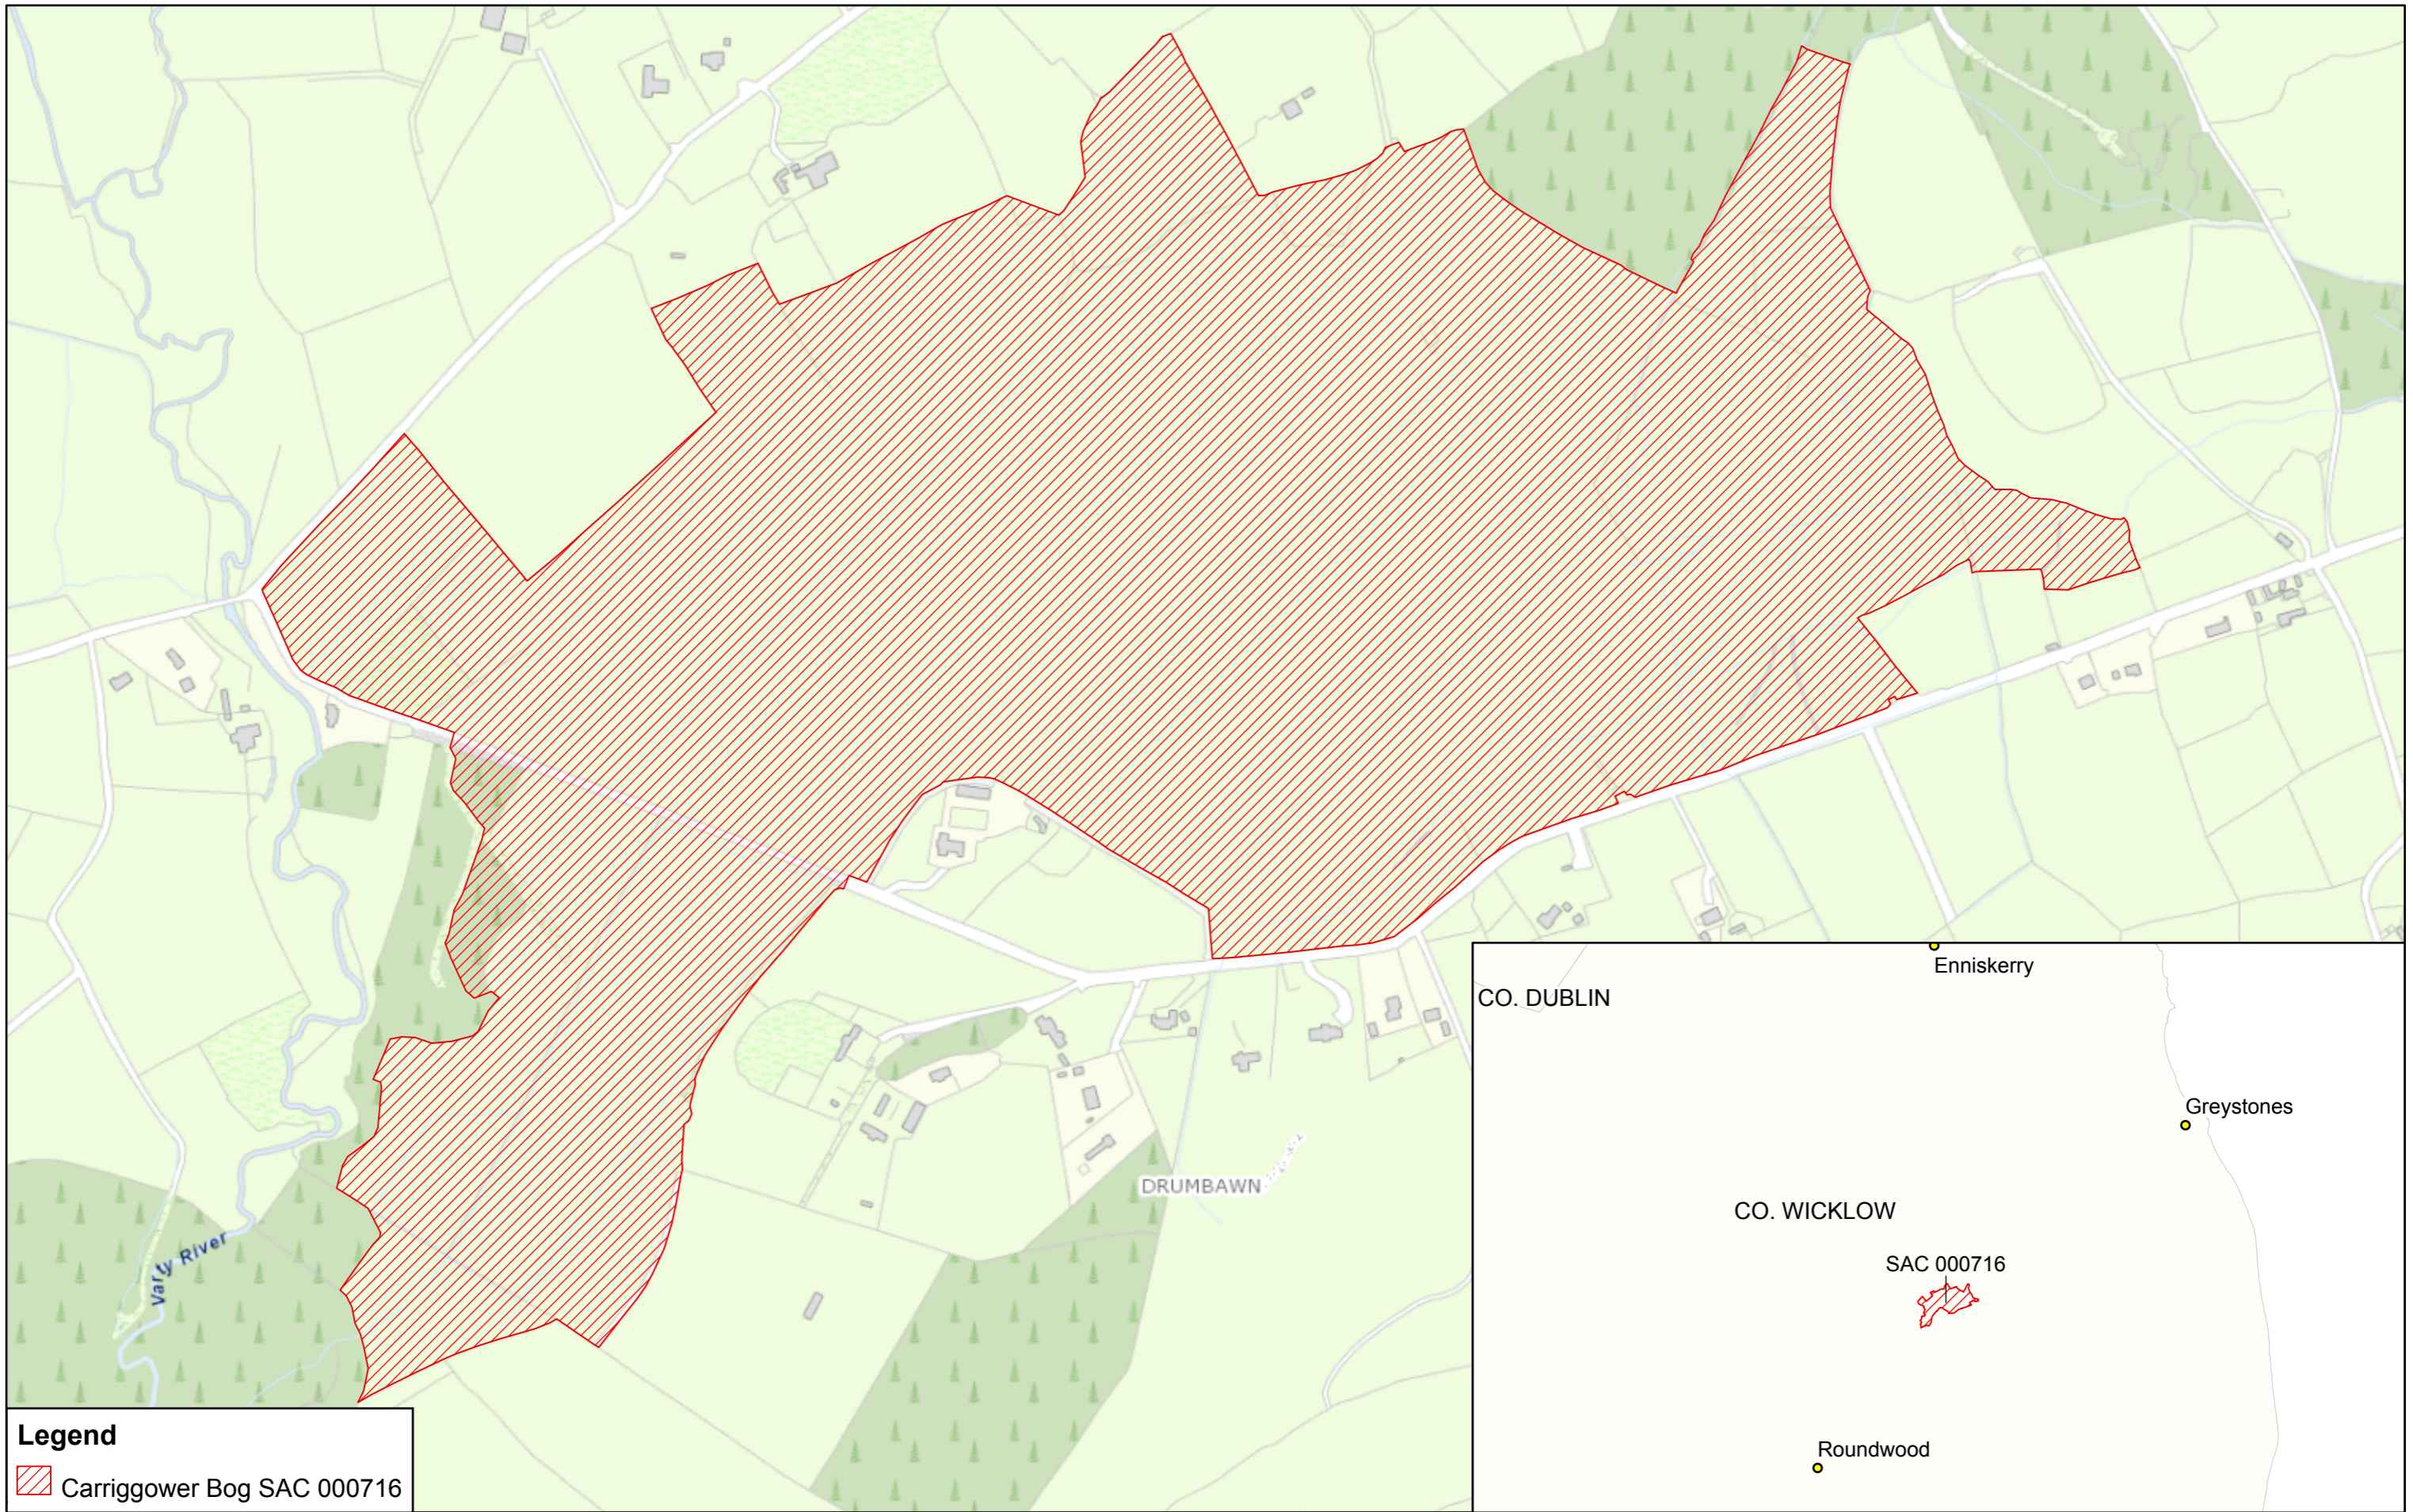 DRUMBAWN
Varty River
Enniskerry
CO. DUBLIN
Greystones
CO. WICKLOW
SAC 000716
Roundwood
Legend
Carriggower Bog SAC 000716